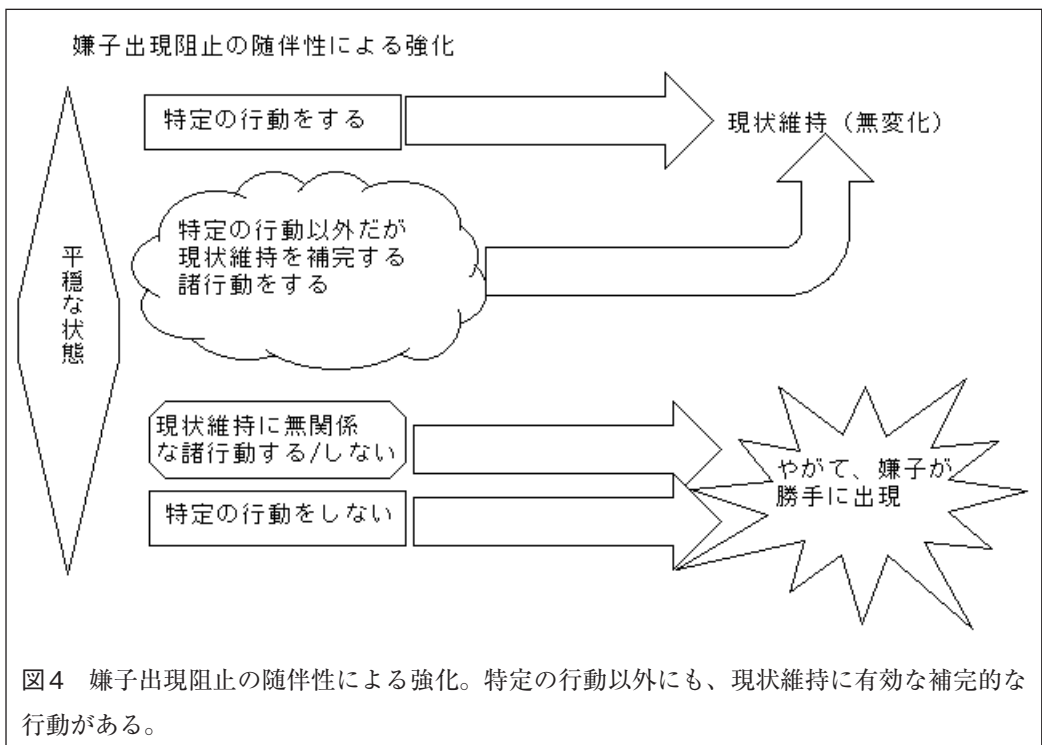 嫌子出現阻止の随伴性による強化
特定の行動をする
現状維持（無変化）
特定の行動以外だが
現状維持を補完する
諸行動をする
平穏な状態
現状維持に無関係
な諸行動する/しない
やがて、嫌子が
勝手に出現
特定の行動をしない
図4　嫌子出現阻止の随伴性による強化。特定の行動以外にも、現状維持に有効な補完的な
行動がある。